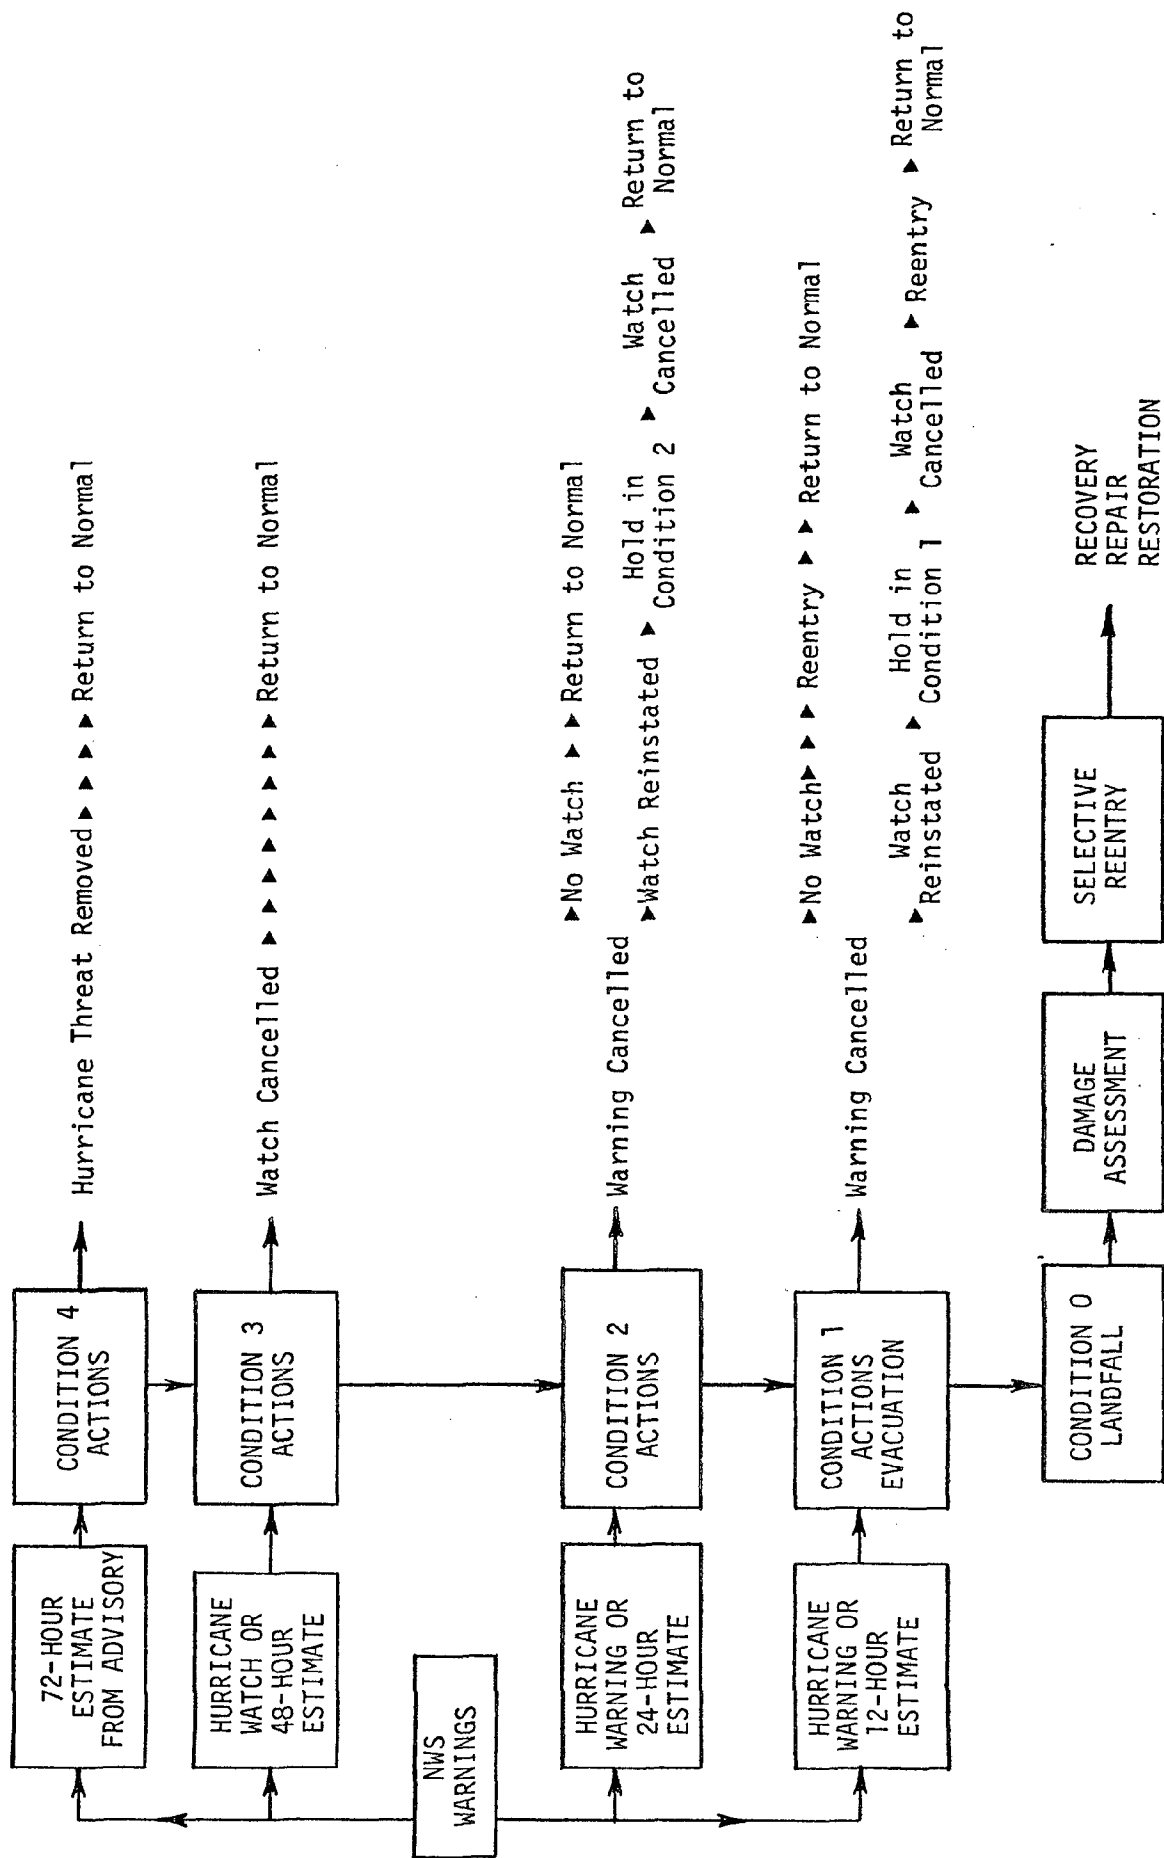 72-HOUR
ESTIMATE
FROM ADVISORY
CONDITION 4
ACTIONS
Hurricane Threat Removed ▶ ▶ ▶ ▶ Return to Normal
HURRICANE
WATCH OR
48-HOUR
ESTIMATE
CONDITION 3
ACTIONS
Watch Cancelled ▶ ▶ ▶ ▶ ▶ ▶ ▶ ▶ Return to Normal
NWS
WARNINGS
HURRICANE
WARNING OR
24-HOUR
ESTIMATE
CONDITION 2
ACTIONS
Warning Cancelled
▶ No Watch ▶ ▶ Return to Normal
▶ Watch Reinstated ▶
Hold in
Condition 2
▶
Watch
Cancelled
▶
Return to
Normal
HURRICANE
WARNING OR
12-HOUR
ESTIMATE
CONDITION 1
ACTIONS
EVACUATION
Warning Cancelled
▶ No Watch ▶ ▶ ▶ Reentry ▶ ▶ Return to Normal
▶
Watch
Reinstated
▶
Hold in
Condition 1
▶
Watch
Cancelled
▶ Reentry ▶
Return to
Normal
CONDITION 0
LANDFALL
DAMAGE
ASSESSMENT
SELECTIVE
REENTRY
RECOVERY
REPAIR
RESTORATION